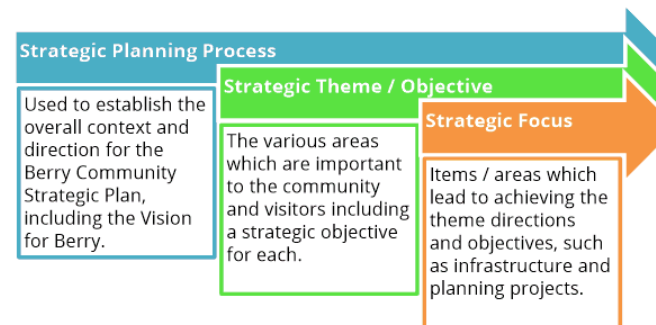 Strategic Planning Process
Used to establish the
overall context and
direction for the
Berry Community
Strategic Plan,
including the Vision
for Berry.
Strategic Theme / Objective
The various areas
which are important
to the community
and visitors including
a strategic objective
for each.
Strategic Focus
Items / areas which
lead to achieving the
theme directions
and objectives, such
as infrastructure and
planning projects.